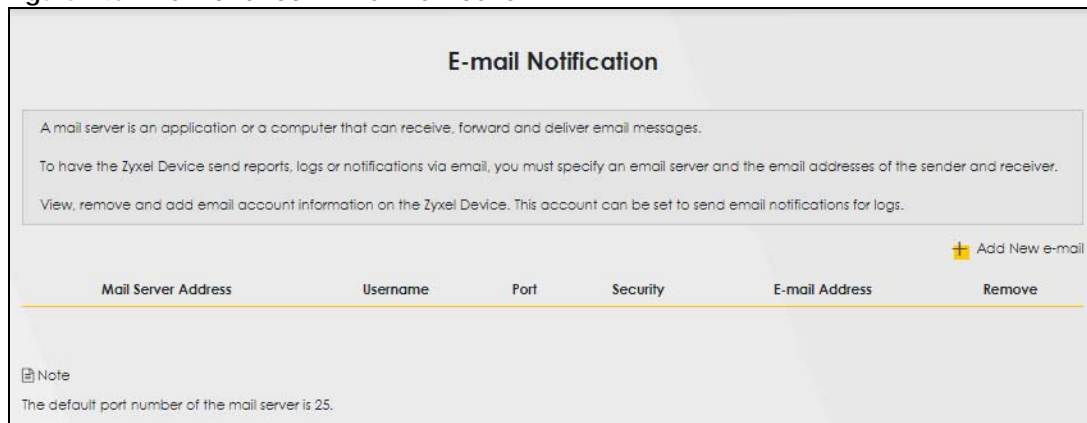 E-mail Notification
A mail server is an application or a computer that can receive, forward and deliver email messages.
To have the Zyxel Device send reports, logs or notifications via email, you must specify an email server and the email addresses of the sender and receiver.
View, remove and add email account information on the Zyxel Device. This account can be set to send email notifications for logs.
+ Add New e-mail
Mail Server Address Username Port Security E-mail Address Remove
Note
The default port number of the mail server is 25.